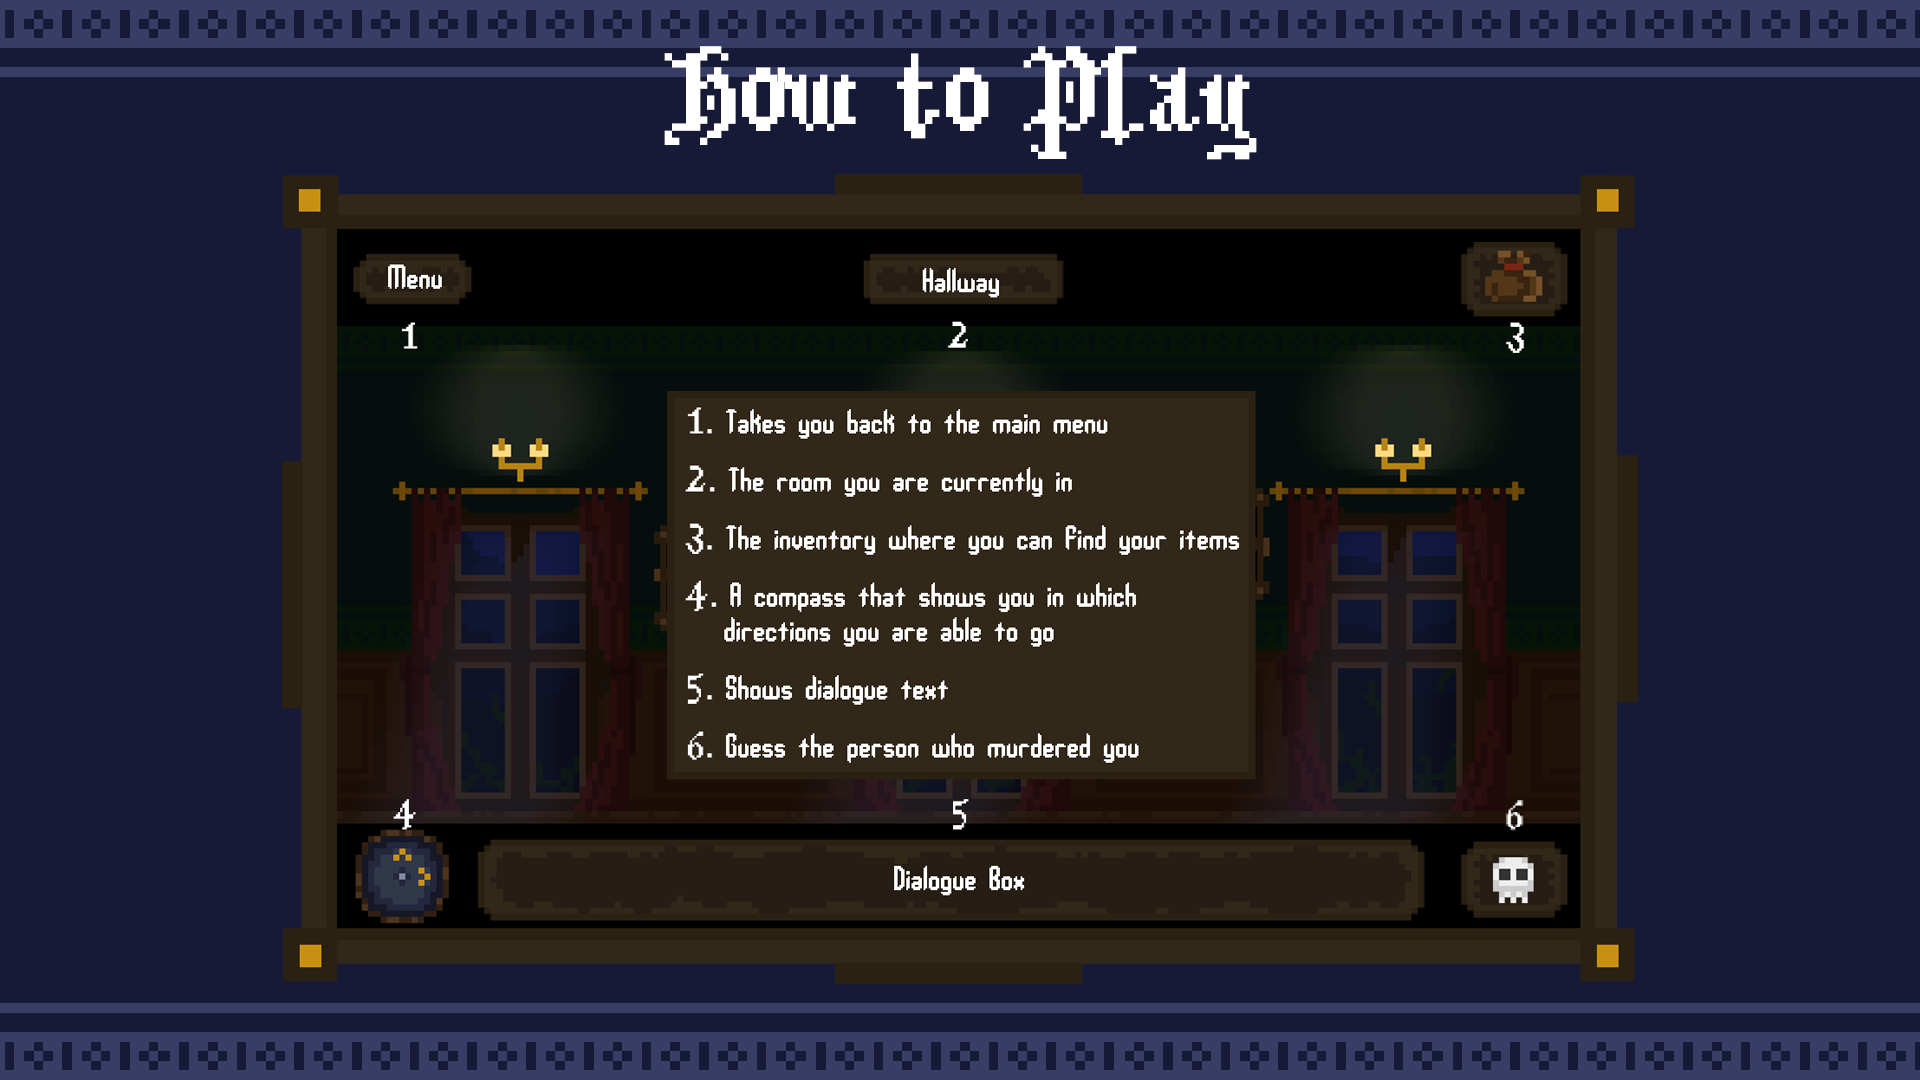 How to Play
Menu
Hallway
1
2
3
1. Takes you back to the main menu
2. The room you are currently in
3. The inventory where you can find your items
4. A compass that shows you in which
directions you are able to go
5. Shows dialogue text
6. Guess the person who murdered you
4
5
6
Dialogue Box